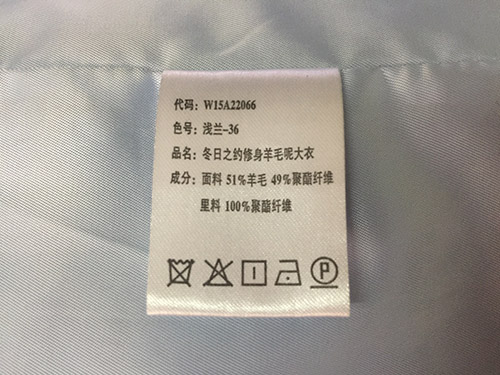 代码：W15A22066
色号：浅兰-36
品名：冬日之约修身羊毛呢大衣
成分：面料 51%羊毛 49%聚酯纤维
里料 100%聚酯纤维
P